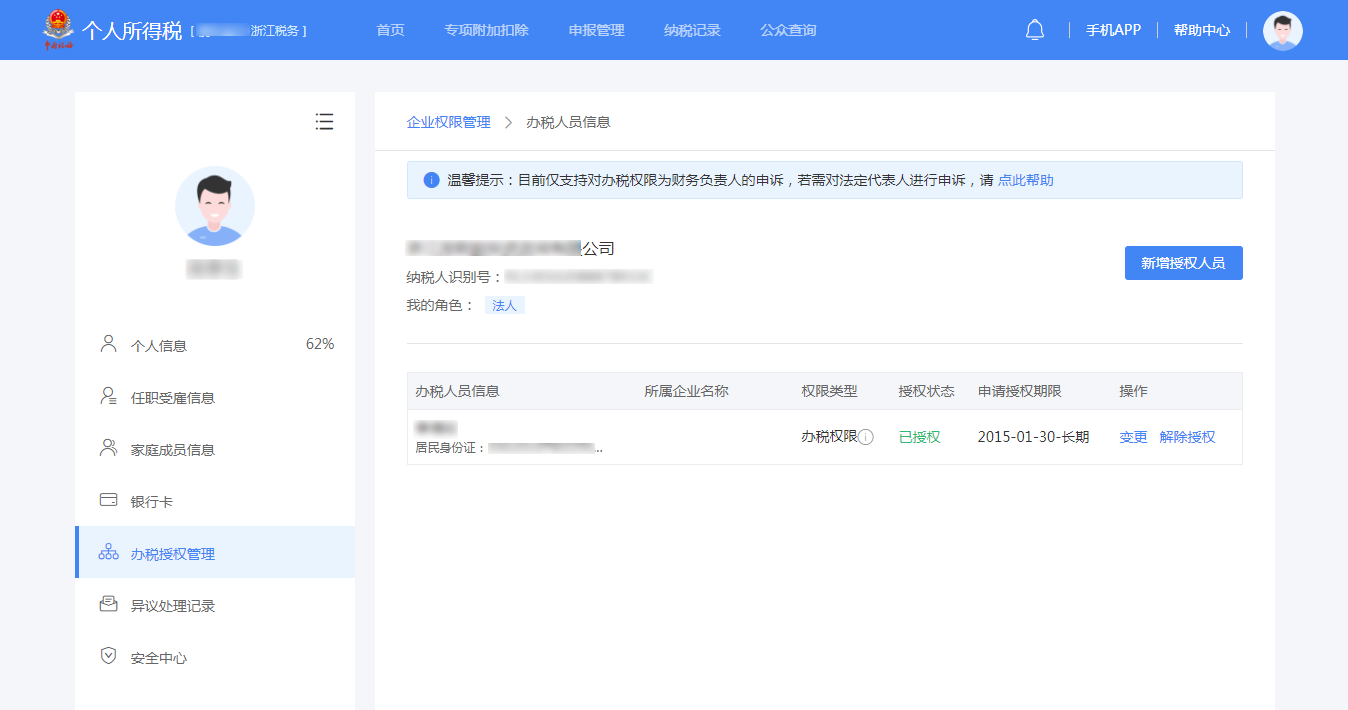 个人所得税 [ 浙江税务 ] 首页 专项附加扣除 申报管理 纳税记录 公众查询 手机APP 帮助中心
个人信息 62%
任职受雇信息
家庭成员信息
银行卡
办税授权管理
异议处理记录
安全中心
企业权限管理 > 办税人员信息
温馨提示：目前仅支持对办税权限为财务负责人的申诉，若需对法定代表人进行申诉，请 点此帮助
公司
新增授权人员
纳税人识别号：
我的角色： 法人
办税人员信息 所属企业名称 权限类型 授权状态 申请授权期限 操作
办税权限 已授权 2015-01-30-长期 变更 解除授权
居民身份证： ..